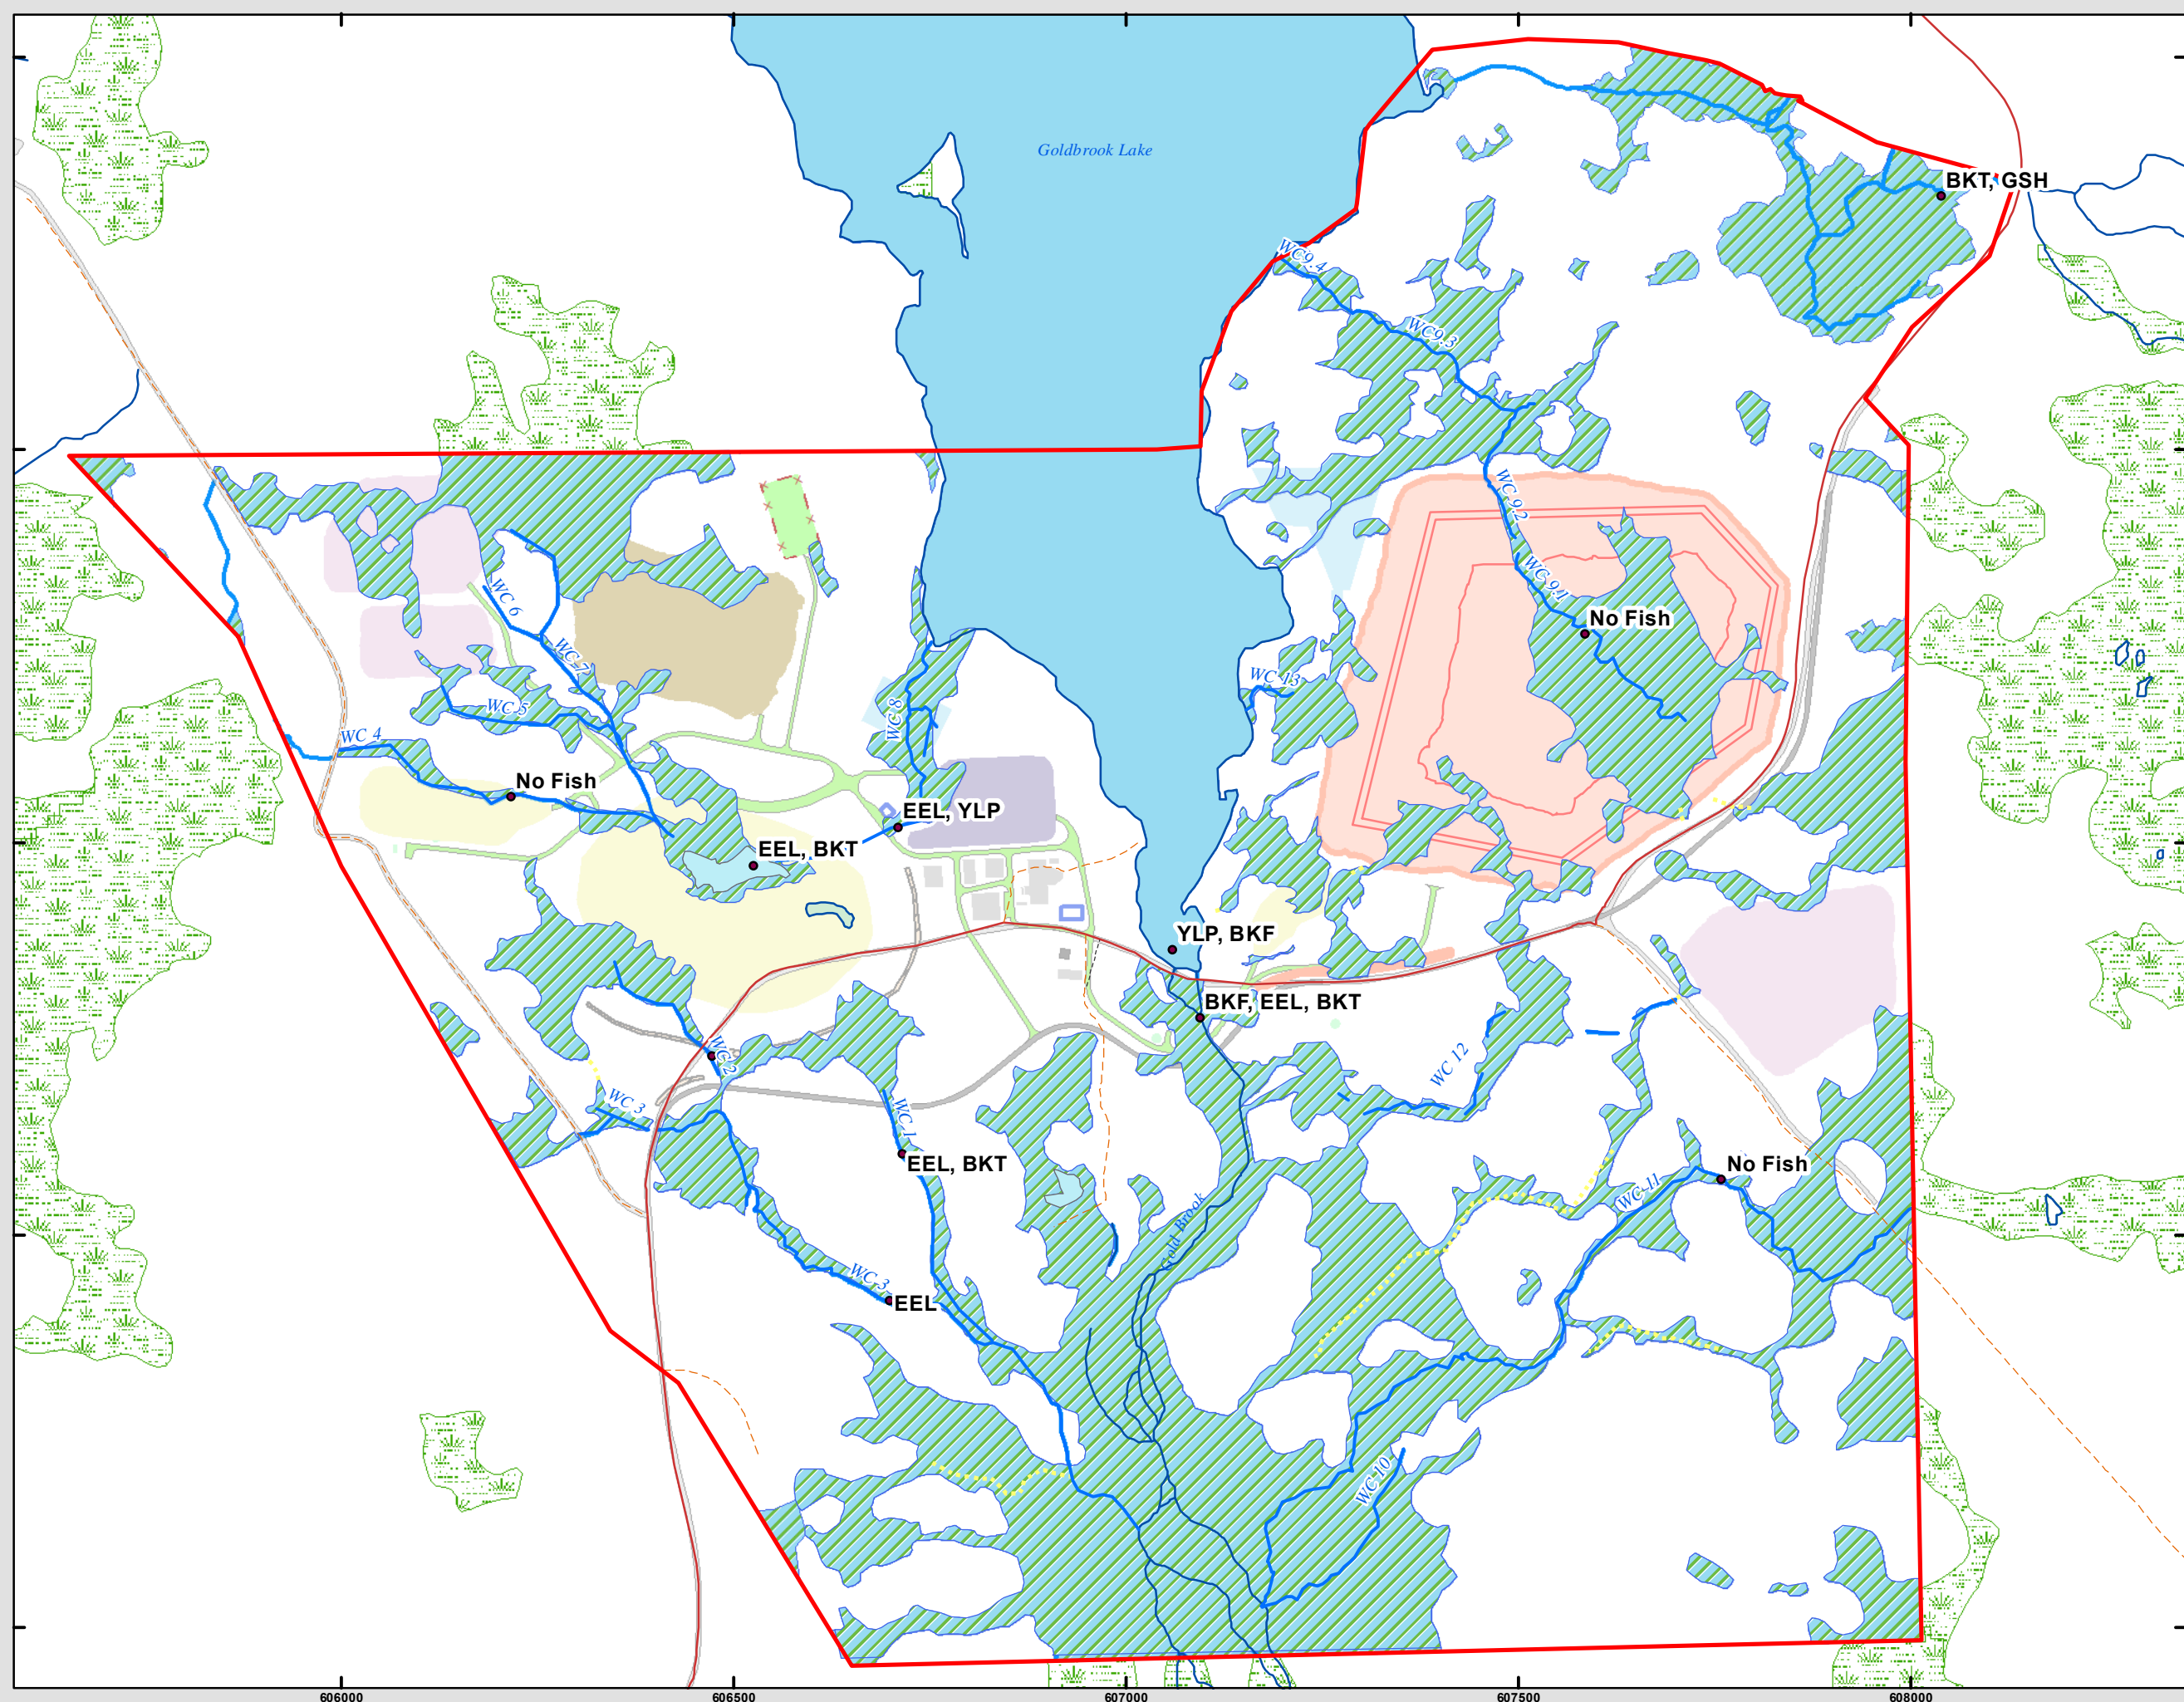 Goldbrook Lake
BKT, GSH
WC9.4
WC9.3
WC 9.2
WC 9.1
No Fish
WC 6
WC 7
WC 5
WC 4
No Fish
WC 8
WC 13
EEL, YLP
EEL, BKT
YLP, BKF
BKF, EEL, BKT
WC 2
WC 3
WC 1
WC 12
EEL, BKT
No Fish
WC 11
Gold Brook
WC 3
EEL
WC 10
606000
606500
607000
607500
608000